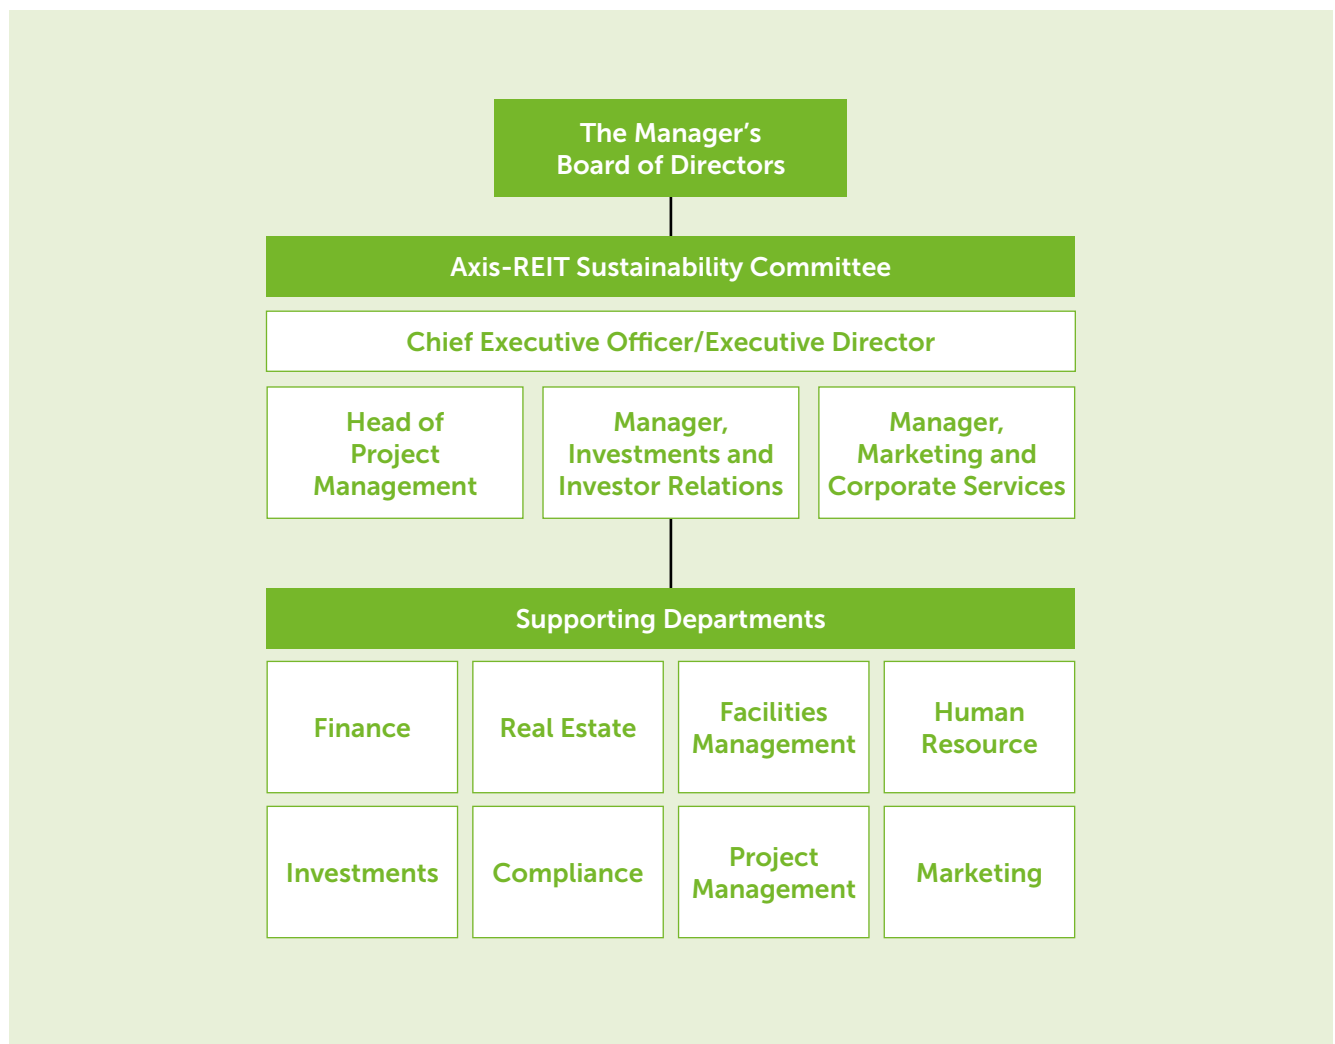 The Manager’s
Board of Directors
Axis-REIT Sustainability Committee
Chief Executive Officer/Executive Director
Head of
Project
Management
Manager,
Investments and
Investor Relations
Manager,
Marketing and
Corporate Services
Supporting Departments
Finance
Real Estate
Facilities
Management
Human
Resource
Investments
Compliance
Project
Management
Marketing